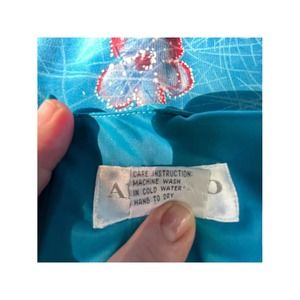 CARE INSTRUCTION:
MACHINE WASH
IN COLD WATER
HANG TO DRY